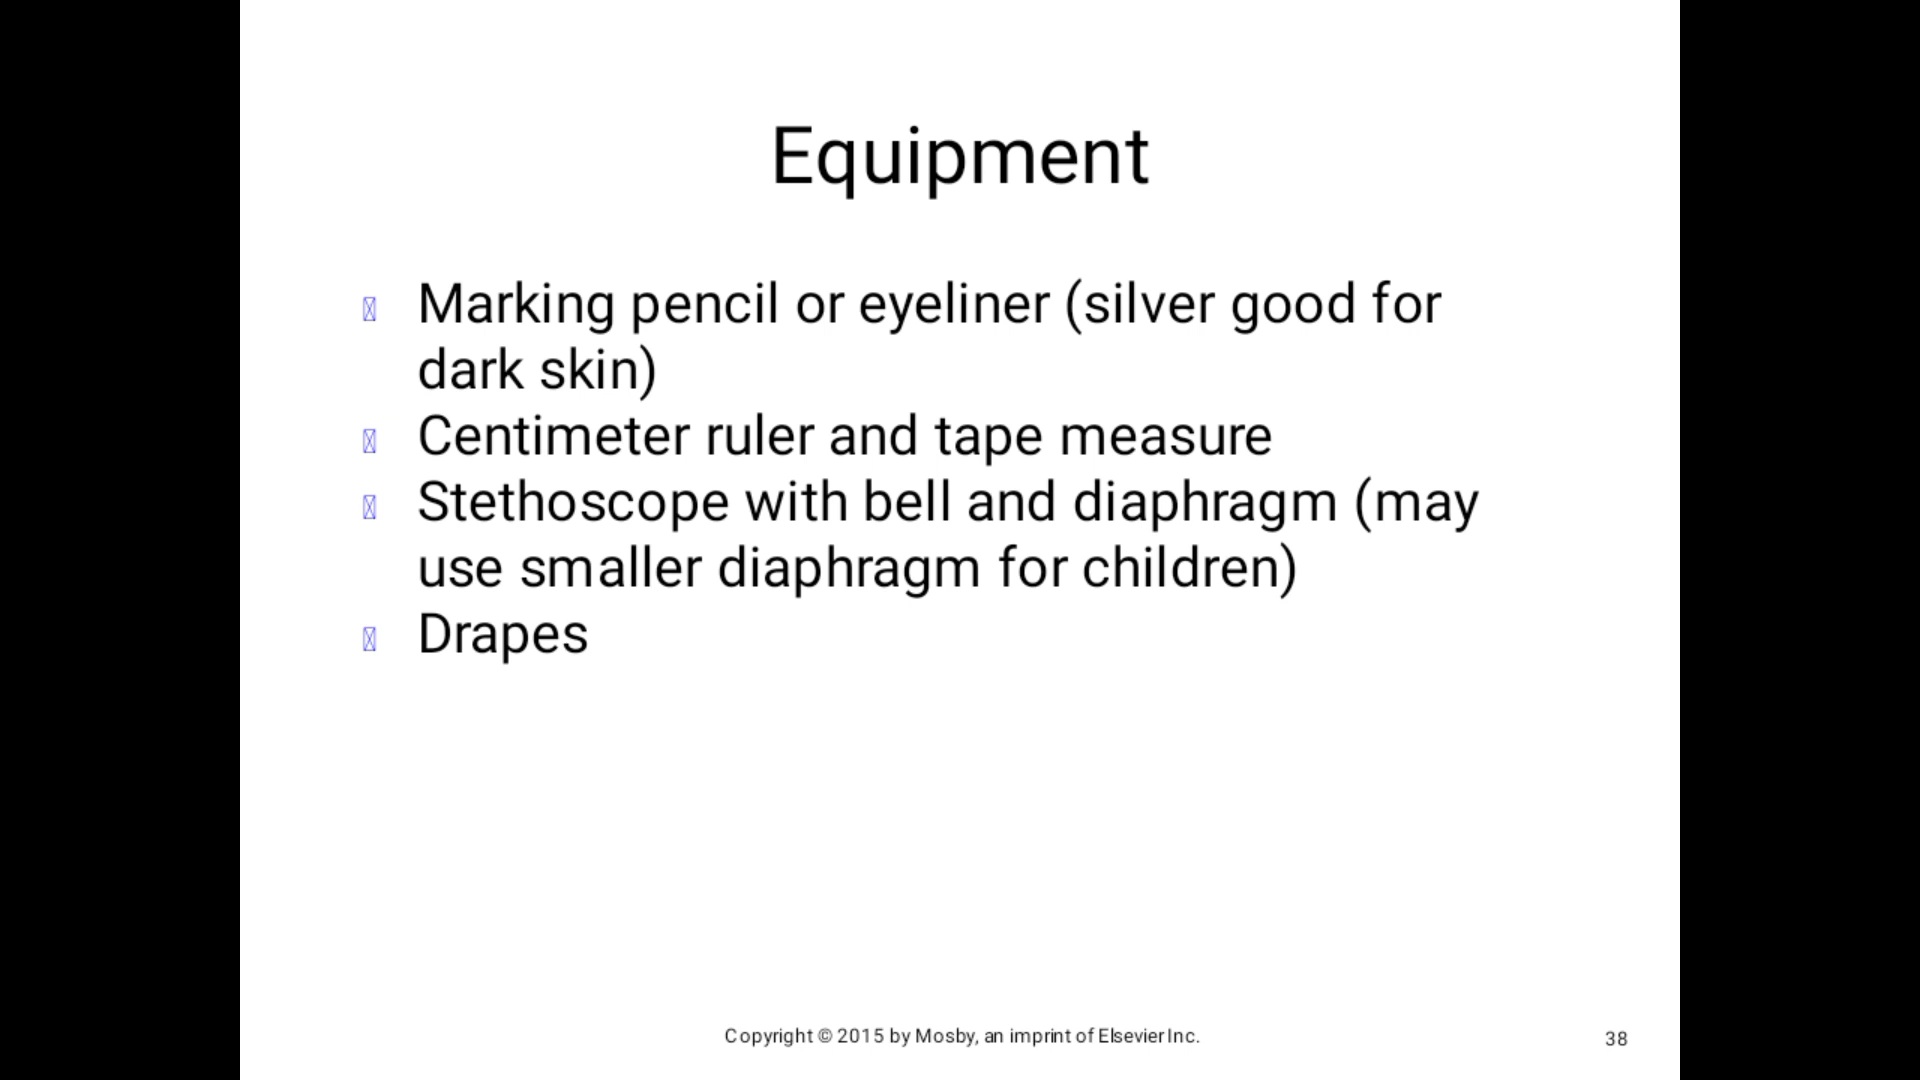 Equipment
Marking pencil or eyeliner (silver good for
dark skin)
Centimeter ruler and tape measure
Stethoscope with bell and diaphragm (may
use smaller diaphragm for children)
Drapes
Copyright © 2015 by Mosby, an imprint of Elsevier Inc.
38